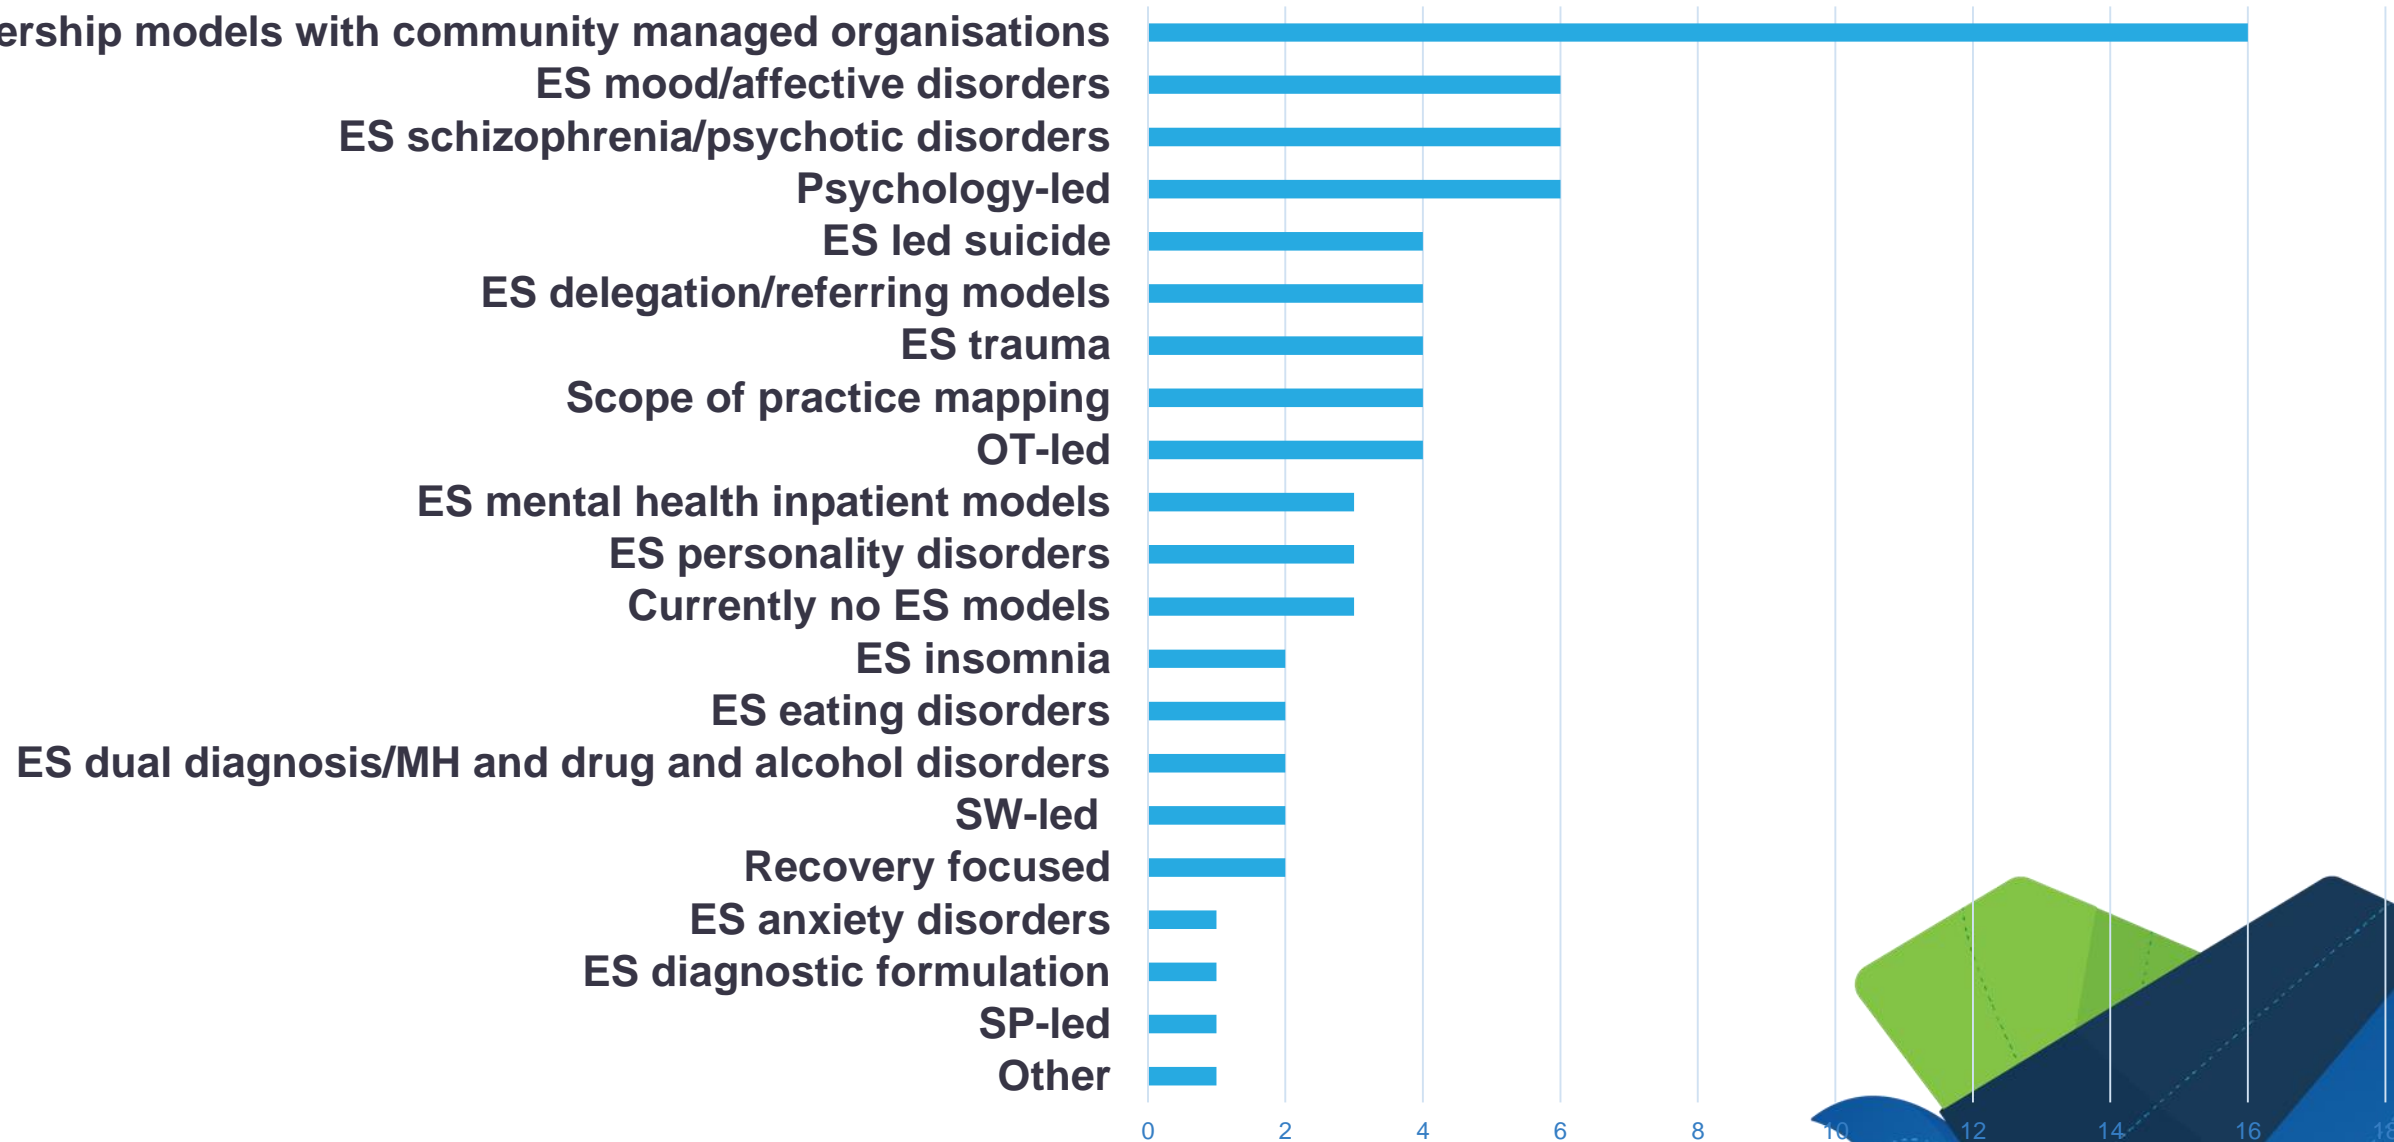 ership models with community managed organisations
ES mood/affective disorders
ES schizophrenia/psychotic disorders
Psychology-led
ES led suicide
ES delegation/referring models
ES trauma
Scope of practice mapping
OT-led
ES mental health inpatient models
ES personality disorders
Currently no ES models
ES insomnia
ES eating disorders
ES dual diagnosis/MH and drug and alcohol disorders
SW-led
Recovery focused
ES anxiety disorders
ES diagnostic formulation
SP-led
Other
0 2 4 6 8 10 12 14 16 18